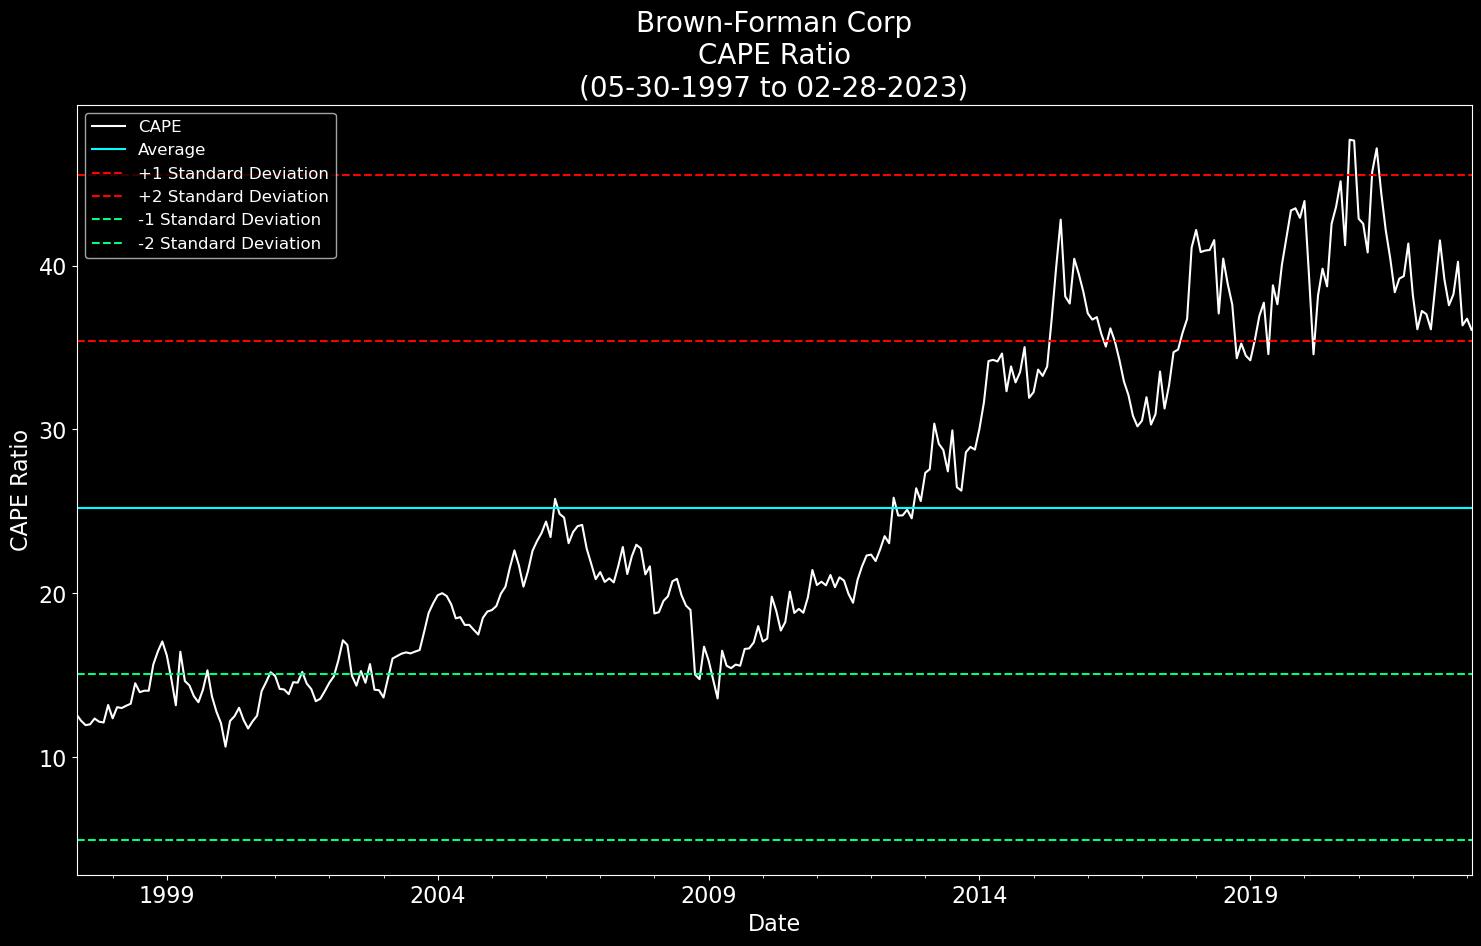 Brown-Forman Corp
CAPE Ratio
(05-30-1997 to 02-28-2023)
CAPE
Average
+1 Standard Deviation
+2 Standard Deviation
-1 Standard Deviation
-2 Standard Deviation
40
30
20
10
CAPE Ratio
1999
2004
2009
2014
2019
Date